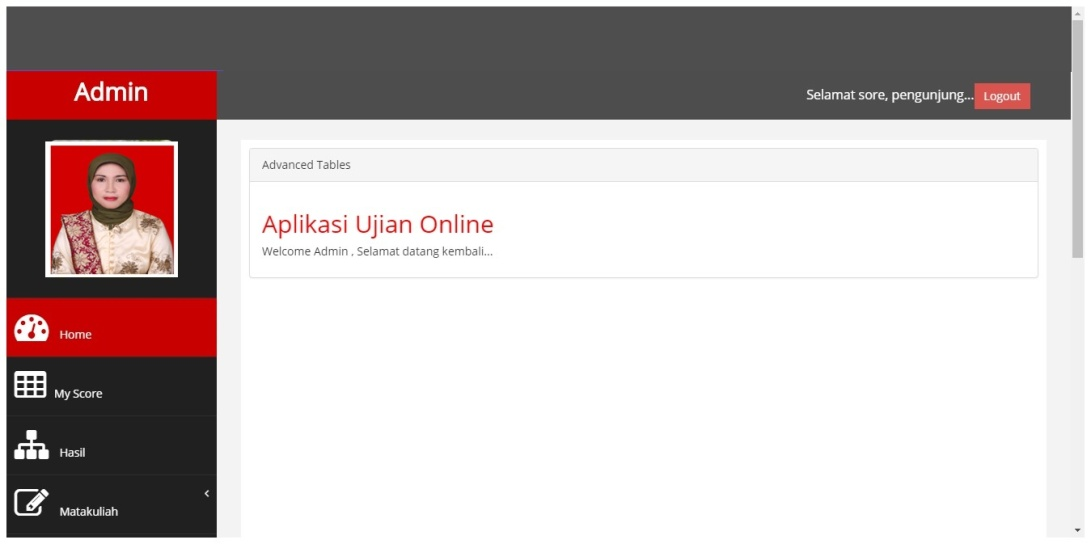 Admin
Selamat sore, pengunjung... Logout
Advanced Tables
Aplikasi Ujian Online
Welcome Admin , Selamat datang kembali...
Home
My Score
Hasil
Matakuliah